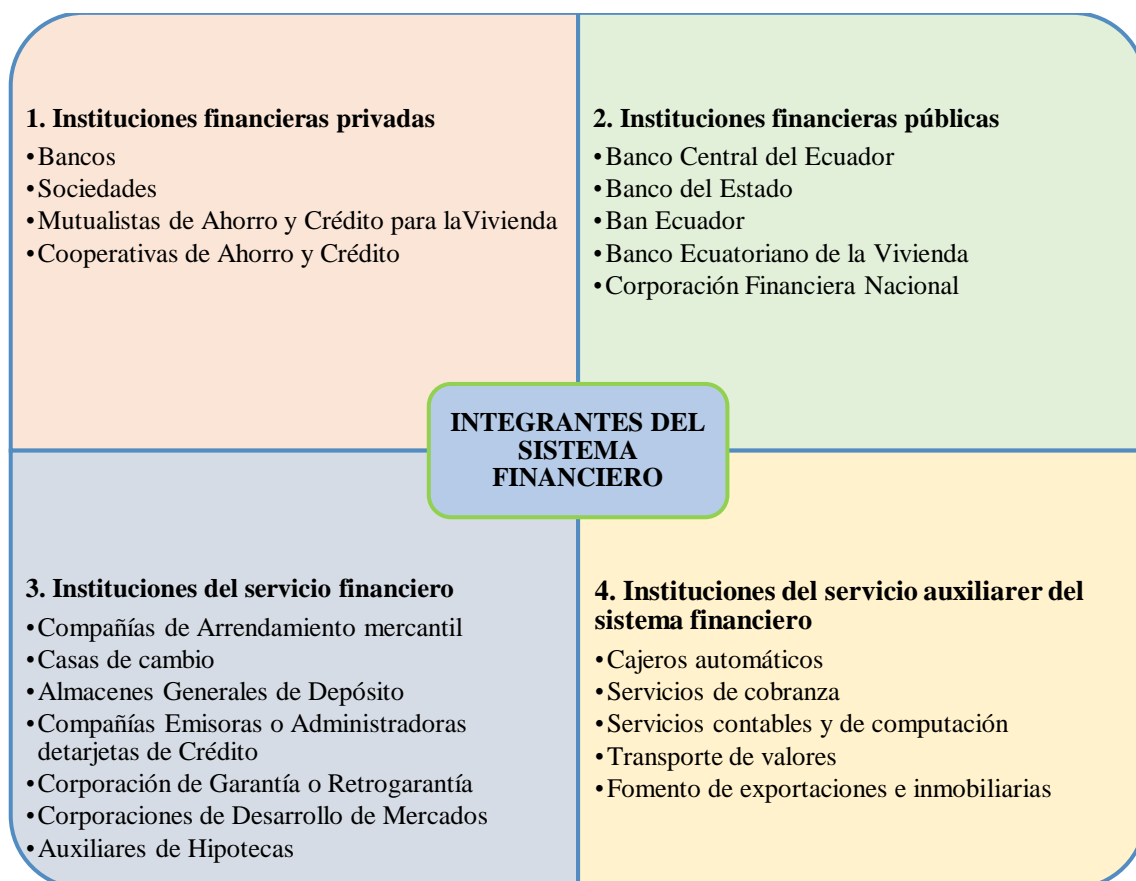 1. Instituciones financieras privadas
•Bancos
•Sociedades
•Mutualistas de Ahorro y Crédito para laVivienda
•Cooperativas de Ahorro y Crédito
2. Instituciones financieras públicas
•Banco Central del Ecuador
•Banco del Estado
•Ban Ecuador
•Banco Ecuatoriano de la Vivienda
•Corporación Financiera Nacional
INTEGRANTES DEL
SISTEMA
FINANCIERO
3. Instituciones del servicio financiero
•Compañías de Arrendamiento mercantil
•Casas de cambio
•Almacenes Generales de Depósito
•Compañías Emisoras o Administradoras
detarjetas de Crédito
•Corporación de Garantía o Retrogarantía
•Corporaciones de Desarrollo de Mercados
•Auxiliares de Hipotecas
4. Instituciones del servicio auxiliarer del
sistema financiero
•Cajeros automáticos
•Servicios de cobranza
•Servicios contables y de computación
•Transporte de valores
•Fomento de exportaciones e inmobiliarias